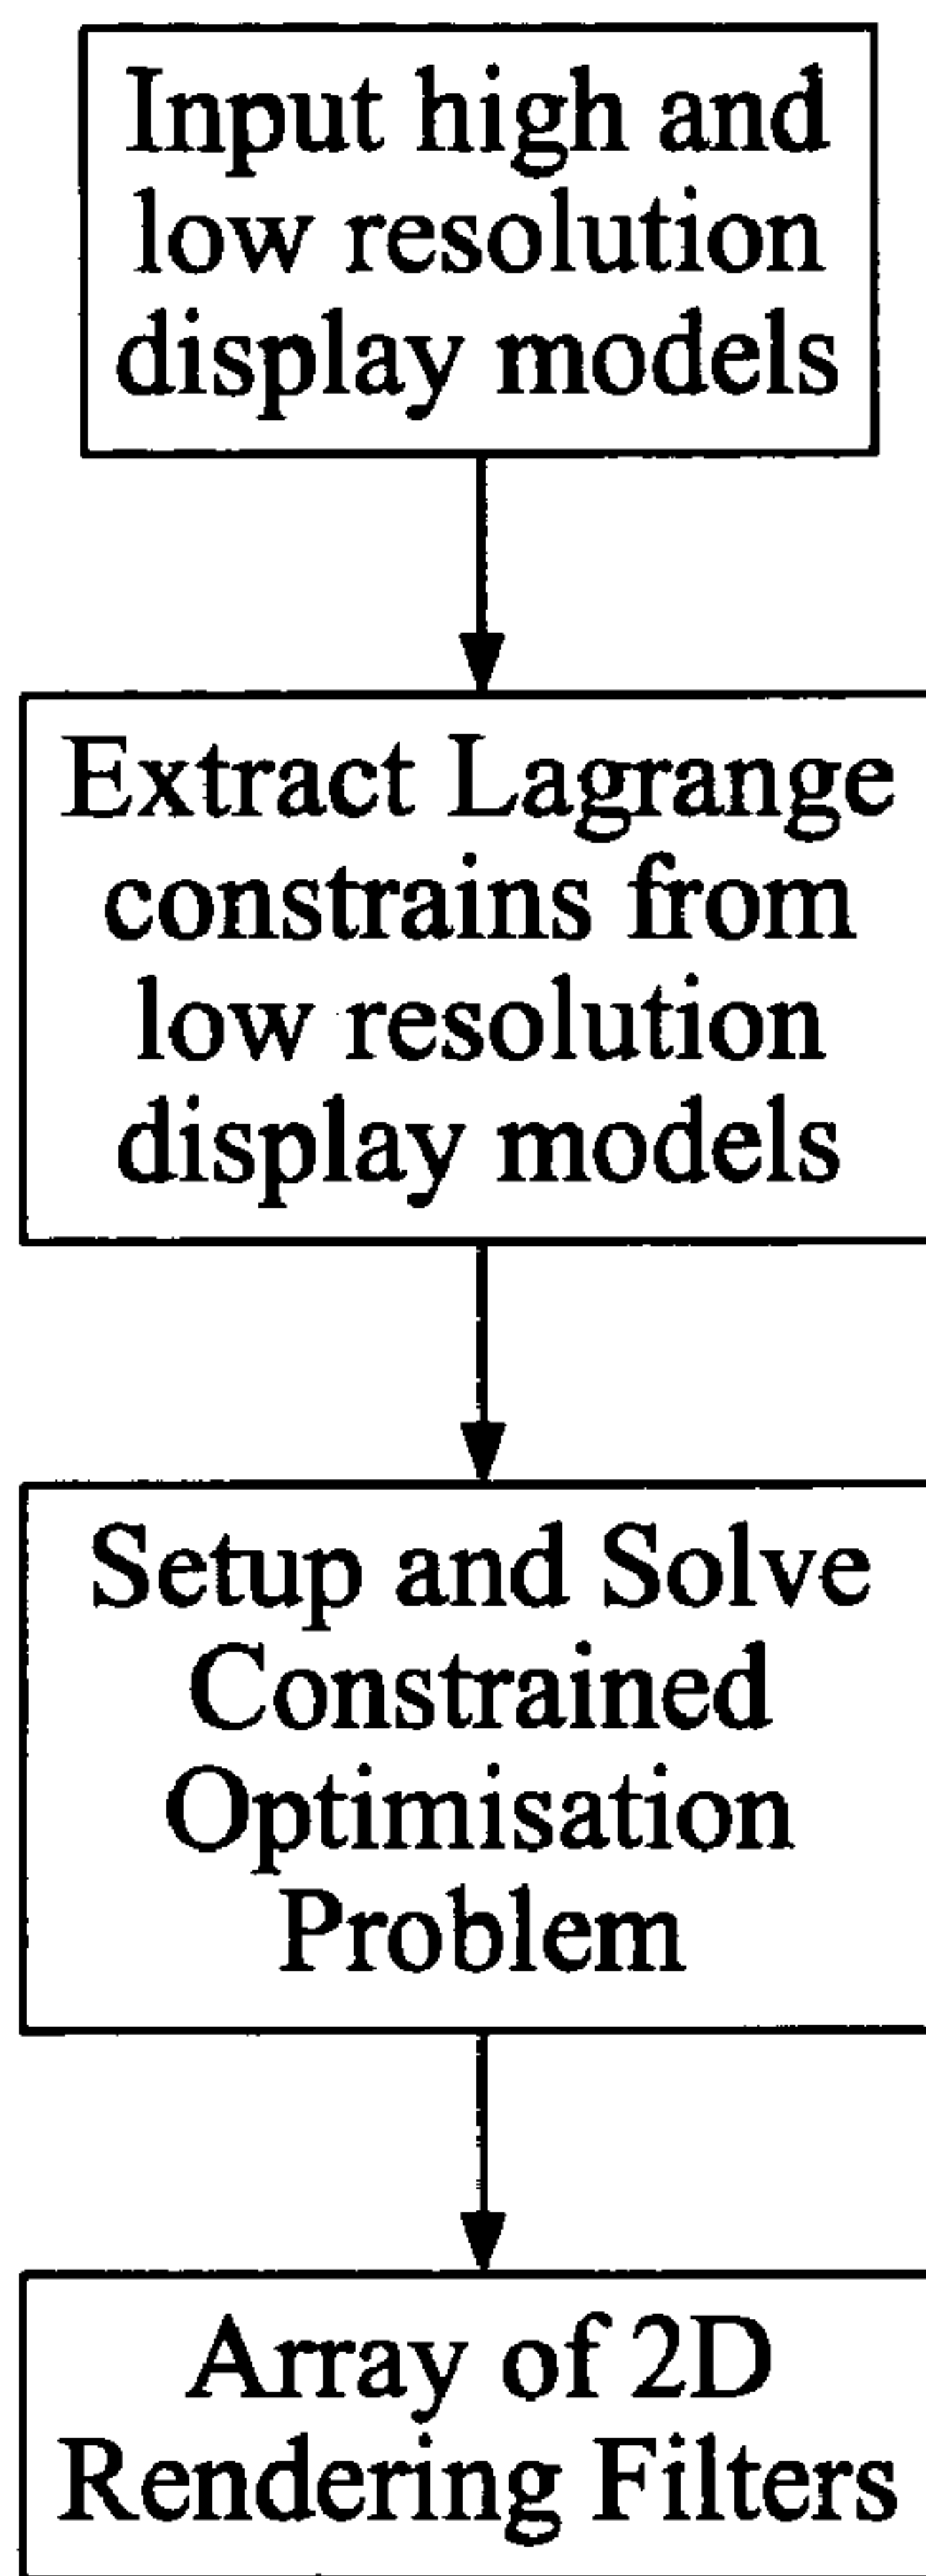 Input high and
low resolution
display models
Extract Lagrange
constrains from
low resolution
display models
Setup and Solve
Constrained
Optimisation
Problem
Array of 2D
Rendering Filters